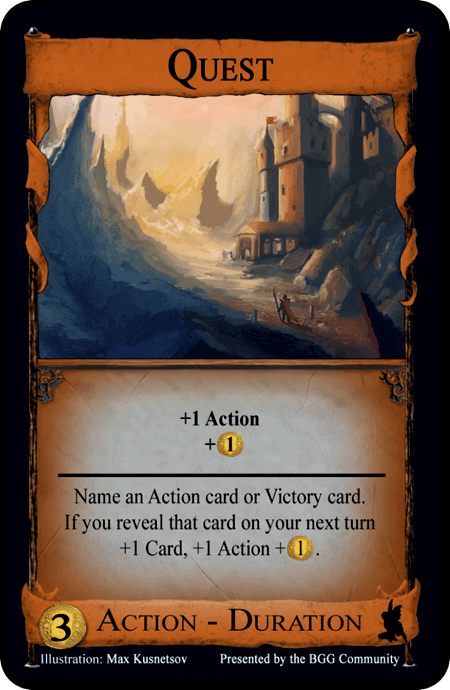 QUEST
+1 Action
+1
Name an Action card or Victory card.
If you reveal that card on your next turn
+1 Card, +1 Action +1.
3 ACTION - DURATION
Illustration: Max Kusnetsov Presented by the BGG Community